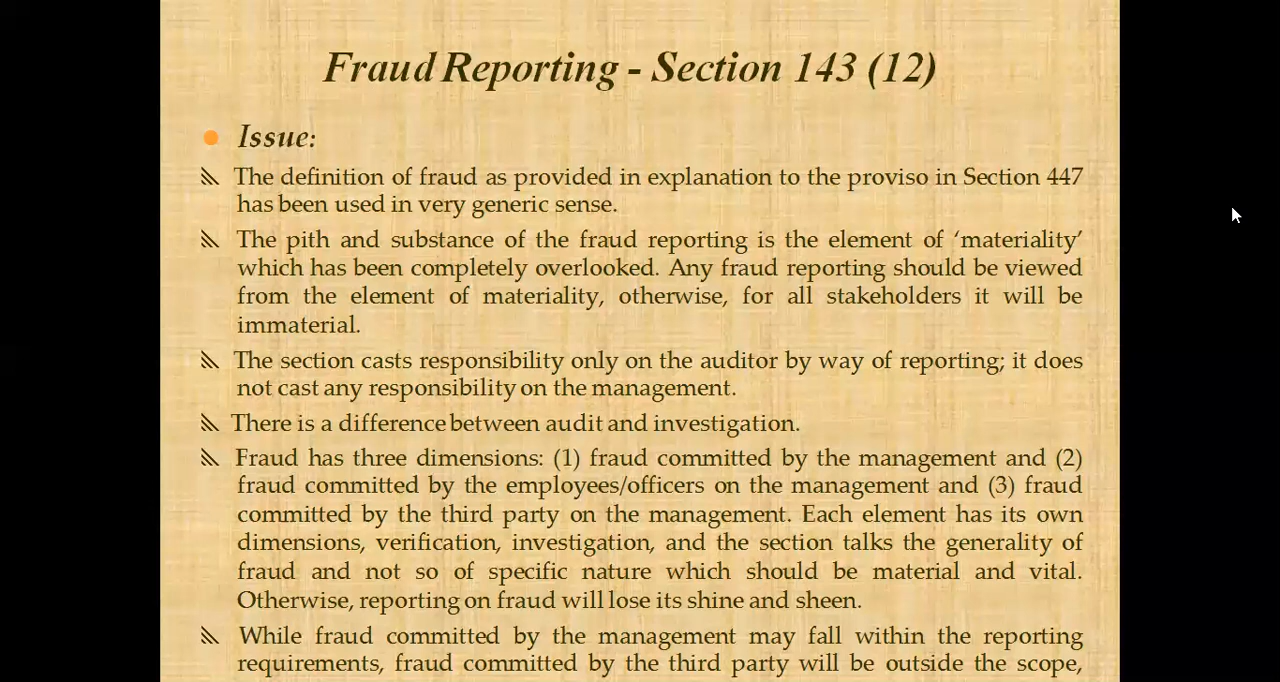 Fraud Reporting - Section 143 (12)
Issue:
The definition of fraud as provided in explanation to the proviso in Section 447
has been used in very generic sense.
The pith and substance of the fraud reporting is the element of ‘materiality’
which has been completely overlooked. Any fraud reporting should be viewed
from the element of materiality, otherwise, for all stakeholders it will be
immaterial.
The section casts responsibility only on the auditor by way of reporting; it does
not cast any responsibility on the management.
There is a difference between audit and investigation.
Fraud has three dimensions: (1) fraud committed by the management and (2)
fraud committed by the employees/officers on the management and (3) fraud
committed by the third party on the management. Each element has its own
dimensions, verification, investigation, and the section talks the generality of
fraud and not so of specific nature which should be material and vital.
Otherwise, reporting on fraud will lose its shine and sheen.
While fraud committed by the management may fall within the reporting
requirements, fraud committed by the third party will be outside the scope,